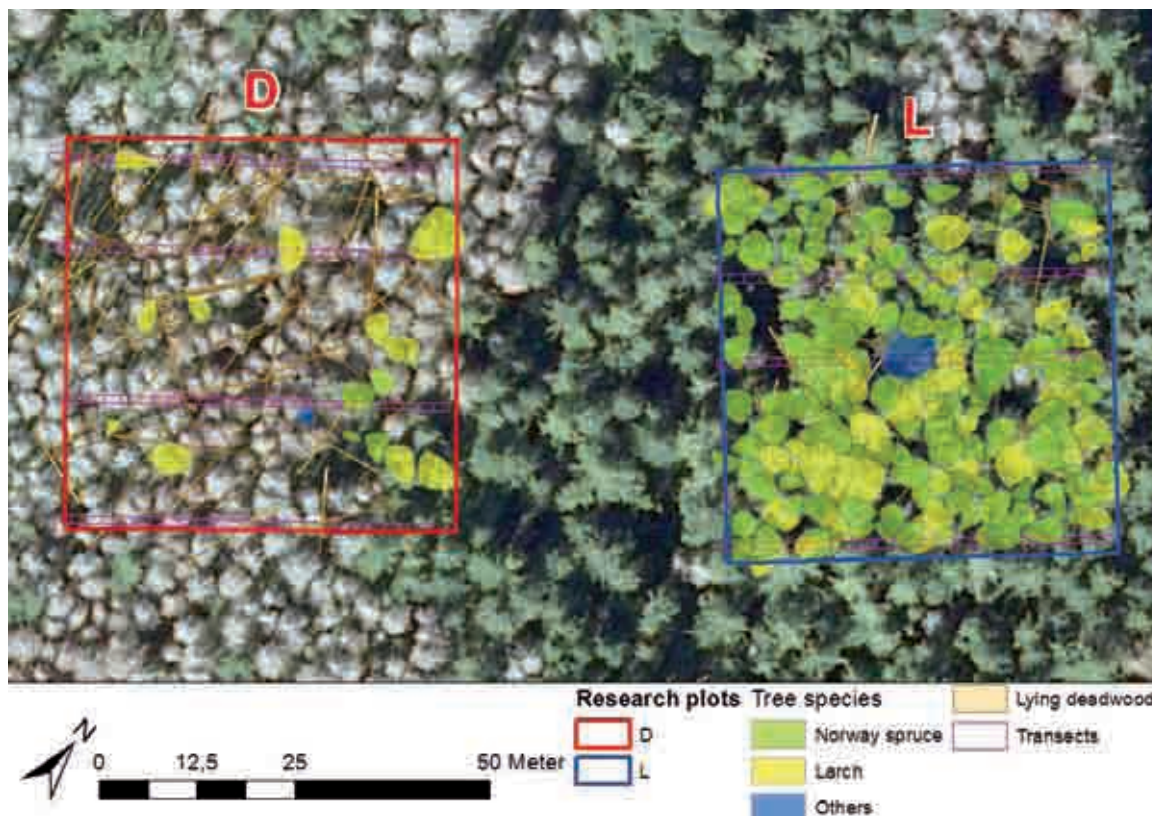 D
L
Research plots
D
L
Tree species
Norway spruce
Larch
Others
Lying deadwood
Transects
N
0 12,5 25 50 Meter